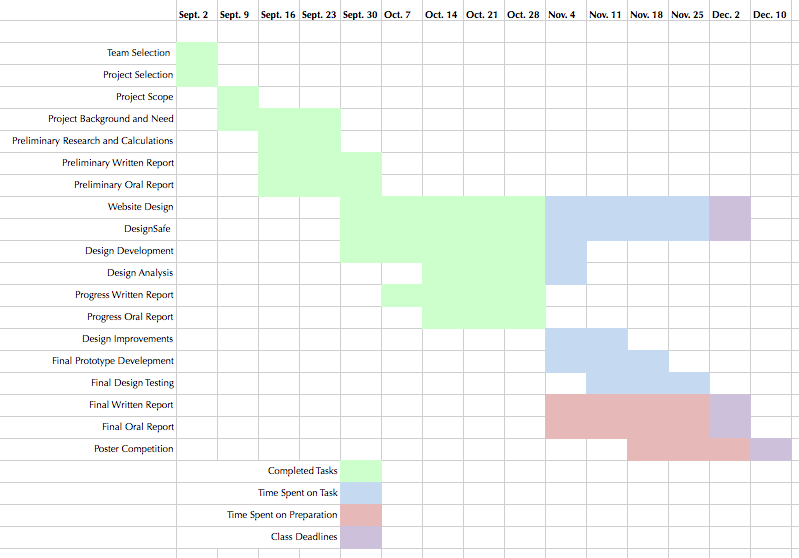 Sept. 2 Sept. 9 Sept. 16 Sept. 23 Sept. 30 Oct. 7 Oct. 14 Oct. 21 Oct. 28 Nov. 4 Nov. 11 Nov. 18 Nov. 25 Dec. 2 Dec. 10
Team Selection
Project Selection
Project Scope
Project Background and Need
Preliminary Research and Calculations
Preliminary Written Report
Preliminary Oral Report
Website Design
DesignSafe
Design Development
Design Analysis
Progress Written Report
Progress Oral Report
Design Improvements
Final Prototype Develepment
Final Design Testing
Final Written Report
Final Oral Report
Poster Competition
Completed Tasks
Time Spent on Task
Time Spent on Preparation
Class Deadlines